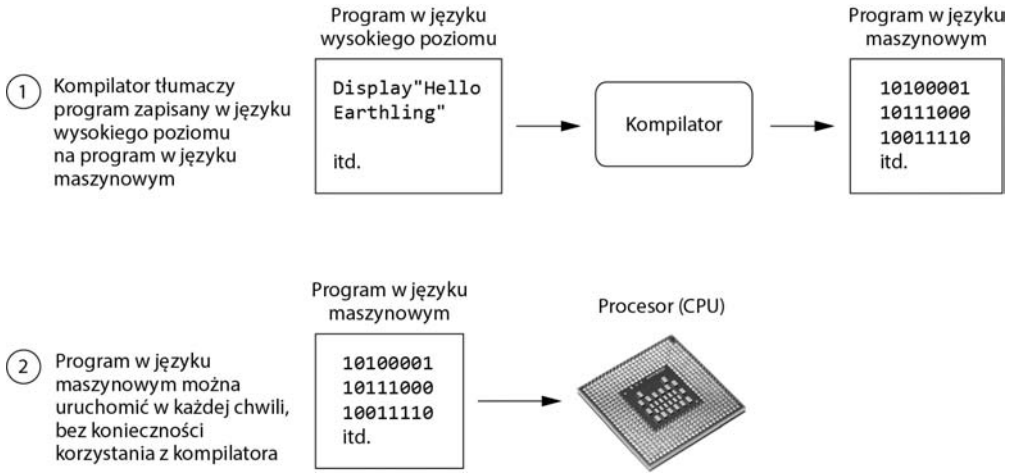 Program w języku
wysokiego poziomu
Program w języku
maszynowym
1
Kompilator tłumaczy
program zapisany w języku
wysokiego poziomu
na program w języku
maszynowym
Display"Hello
Earthling"
itd.
Kompilator
10100001
10111000
10011110
itd.
Program w języku
maszynowym
Procesor (CPU)
2
Program w języku
maszynowym można
uruchomić w każdej chwili,
bez konieczności
korzystania z kompilatora
10100001
10111000
10011110
itd.